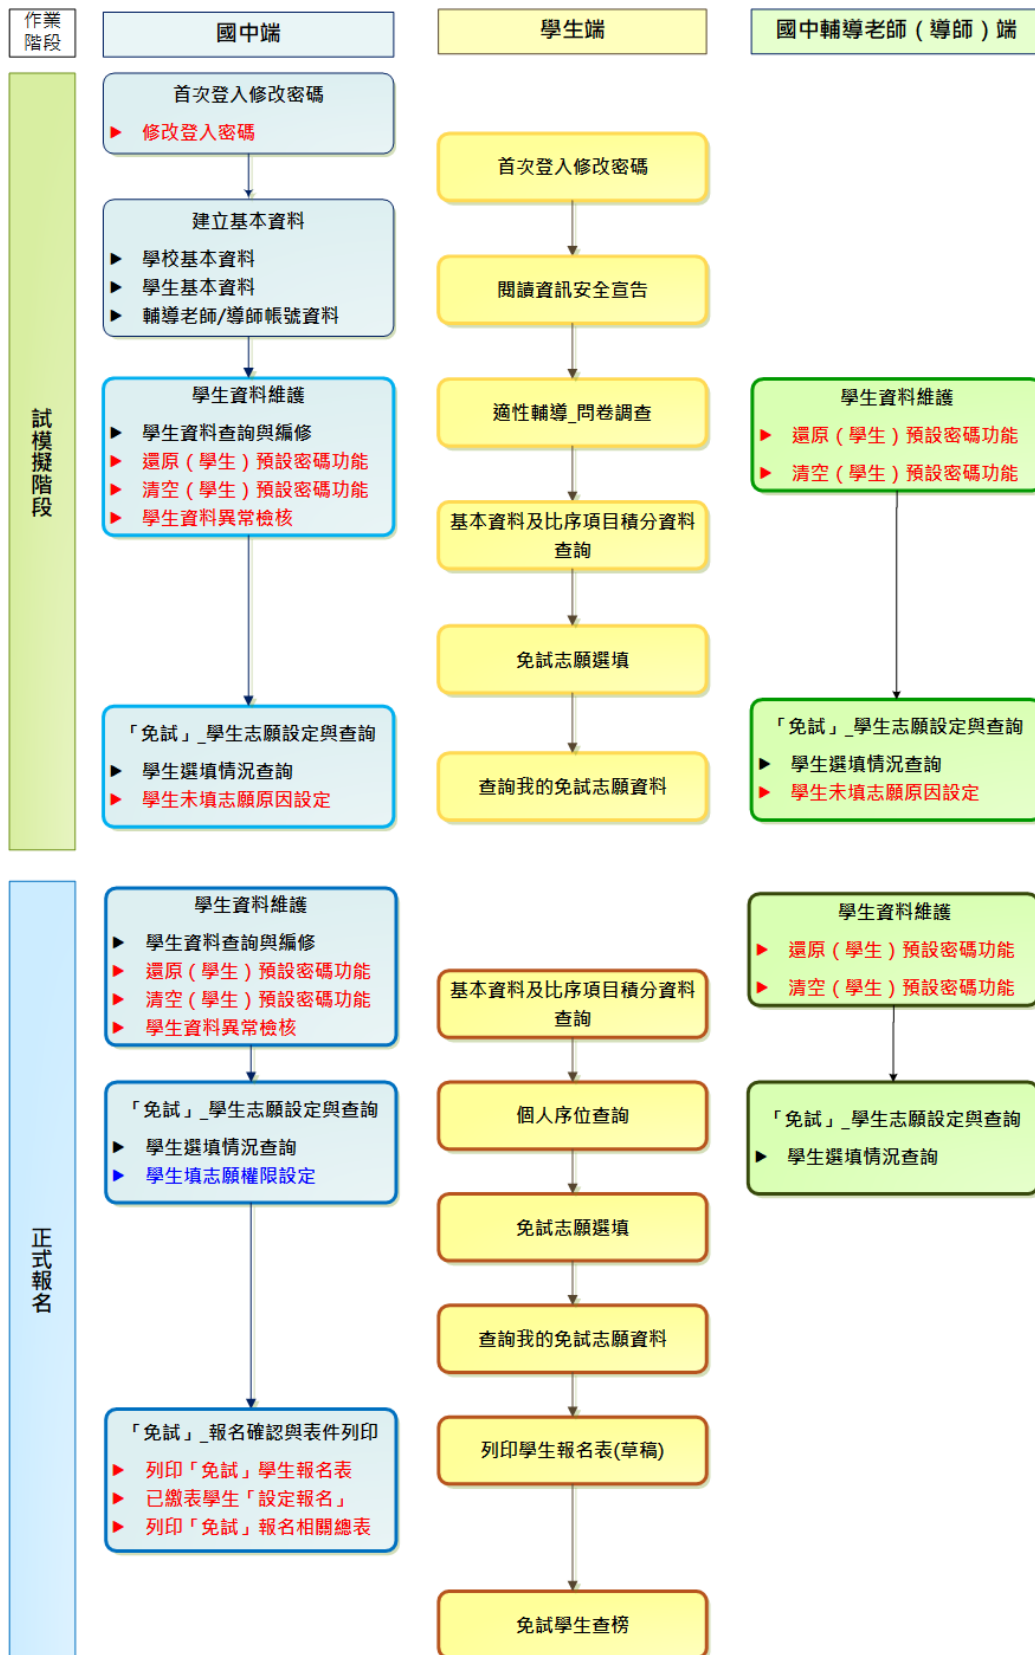 作業
階段
國中端
學生端
國中輔導老師（導師）端
試模擬階段
首次登入修改密碼
▶ 修改登入密碼
建立基本資料
▶ 學校基本資料
▶ 學生基本資料
▶ 輔導老師/導師帳號資料
學生資料維護
▶ 學生資料查詢與編修
▶ 還原（學生）預設密碼功能
▶ 清空（學生）預設密碼功能
▶ 學生資料異常檢核
「免試」_學生志願設定與查詢
▶ 學生選填情況查詢
▶ 學生未填志願原因設定
首次登入修改密碼
閱讀資訊安全宣告
適性輔導_問卷調查
基本資料及比序項目積分資料
查詢
免試志願選填
查詢我的免試志願資料
學生資料維護
▶ 還原（學生）預設密碼功能
▶ 清空（學生）預設密碼功能
「免試」_學生志願設定與查詢
▶ 學生選填情況查詢
▶ 學生未填志願原因設定
正式報名
學生資料維護
▶ 學生資料查詢與編修
▶ 還原（學生）預設密碼功能
▶ 清空（學生）預設密碼功能
▶ 學生資料異常檢核
「免試」_學生志願設定與查詢
▶ 學生選填情況查詢
▶ 學生填志願權限設定
「免試」_報名確認與表件列印
▶ 列印「免試」學生報名表
▶ 已繳表學生「設定報名」
▶ 列印「免試」報名相關總表
基本資料及比序項目積分資料
查詢
個人序位查詢
免試志願選填
查詢我的免試志願資料
列印學生報名表(草稿)
免試學生查榜
學生資料維護
▶ 還原（學生）預設密碼功能
▶ 清空（學生）預設密碼功能
「免試」_學生志願設定與查詢
▶ 學生選填情況查詢